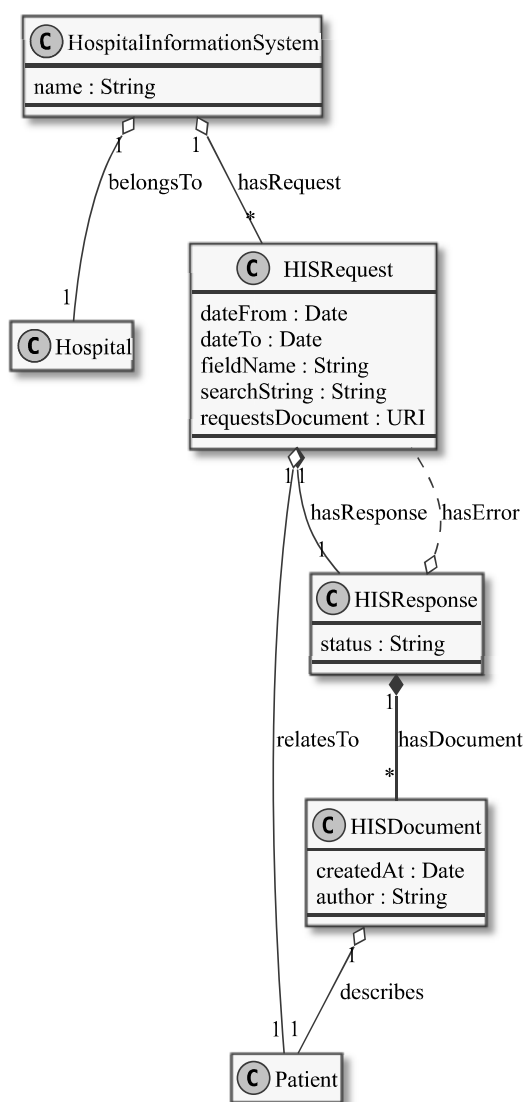 C HospitalInformationSystem
name : String
1
1
belongsTo
hasRequest
*
1
C HISRequest
C Hospital
dateFrom : Date
dateTo : Date
fieldName : String
searchString : String
requestsDocument : URI
1
1
hasResponse
hasError
1
C HISResponse
status : String
1
relatesTo
hasDocument
*
C HISDocument
createdAt : Date
author : String
1
describes
1
1
C Patient